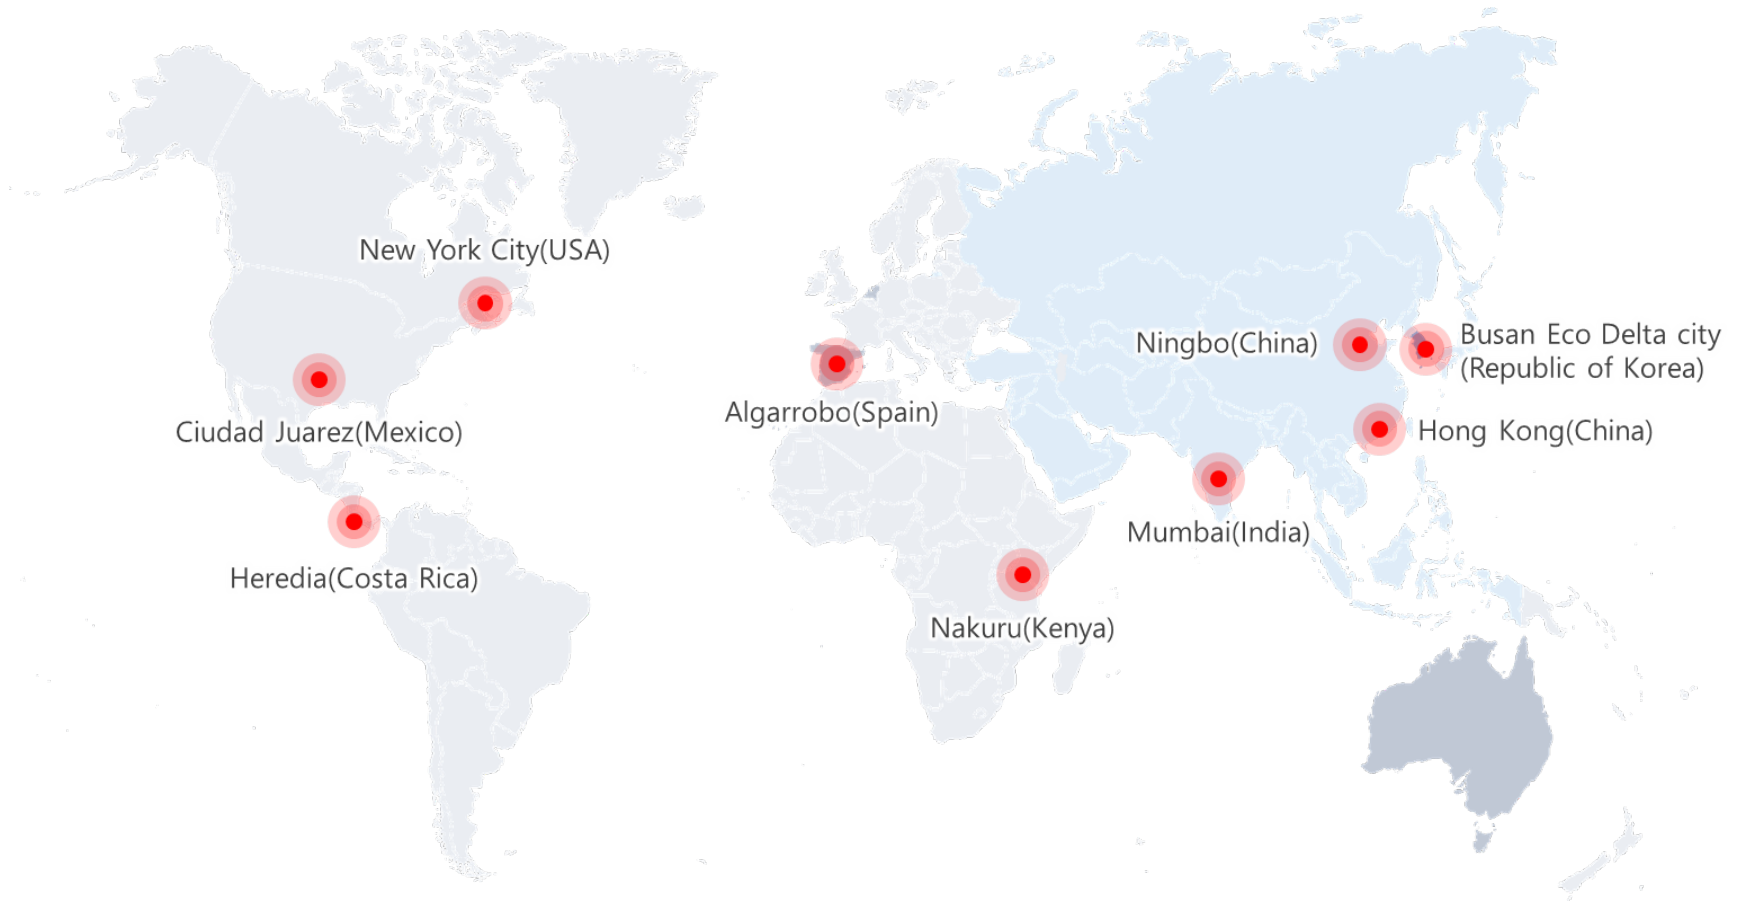 New York City(USA)
Ningbo(China)
Busan Eco Delta city
(Republic of Korea)
Algarrobo(Spain)
Ciudad Juarez(Mexico)
Hong Kong(China)
Mumbai(India)
Heredia(Costa Rica)
Nakuru(Kenya)